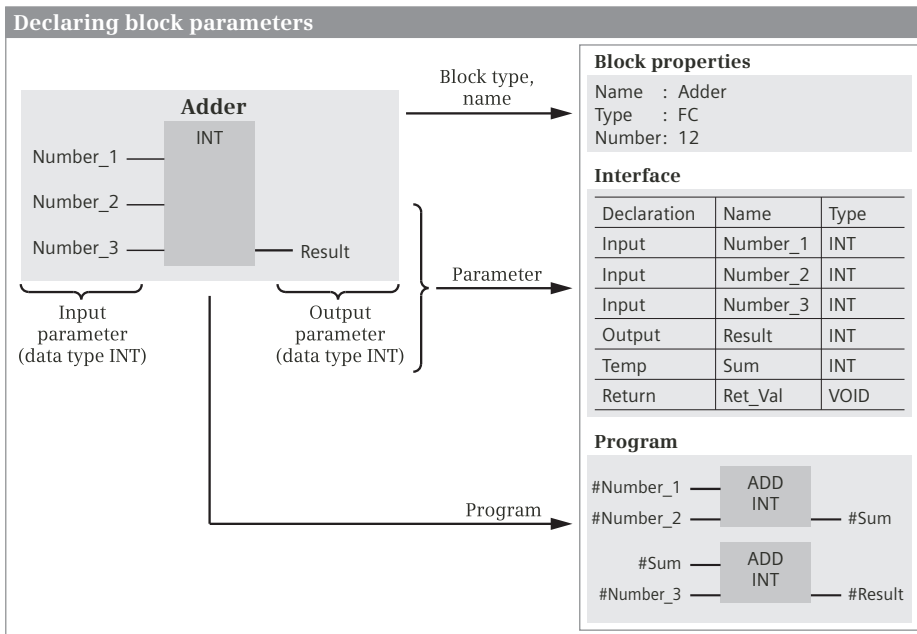 Declaring block parameters
Adder
INT
Number_1
Number_2
Number_3
Result
Input
parameter
(data type INT)
Output
parameter
(data type INT)
Block type,
name
Parameter
Program
Block properties
Name : Adder
Type : FC
Number: 12
Interface
Declaration Name Type
Input Number_1 INT
Input Number_2 INT
Input Number_3 INT
Output Result INT
Temp Sum INT
Return Ret_Val VOID
Program
#Number_1
ADD
INT
#Number_2
#Sum
#Sum
ADD
INT
#Number_3
#Result